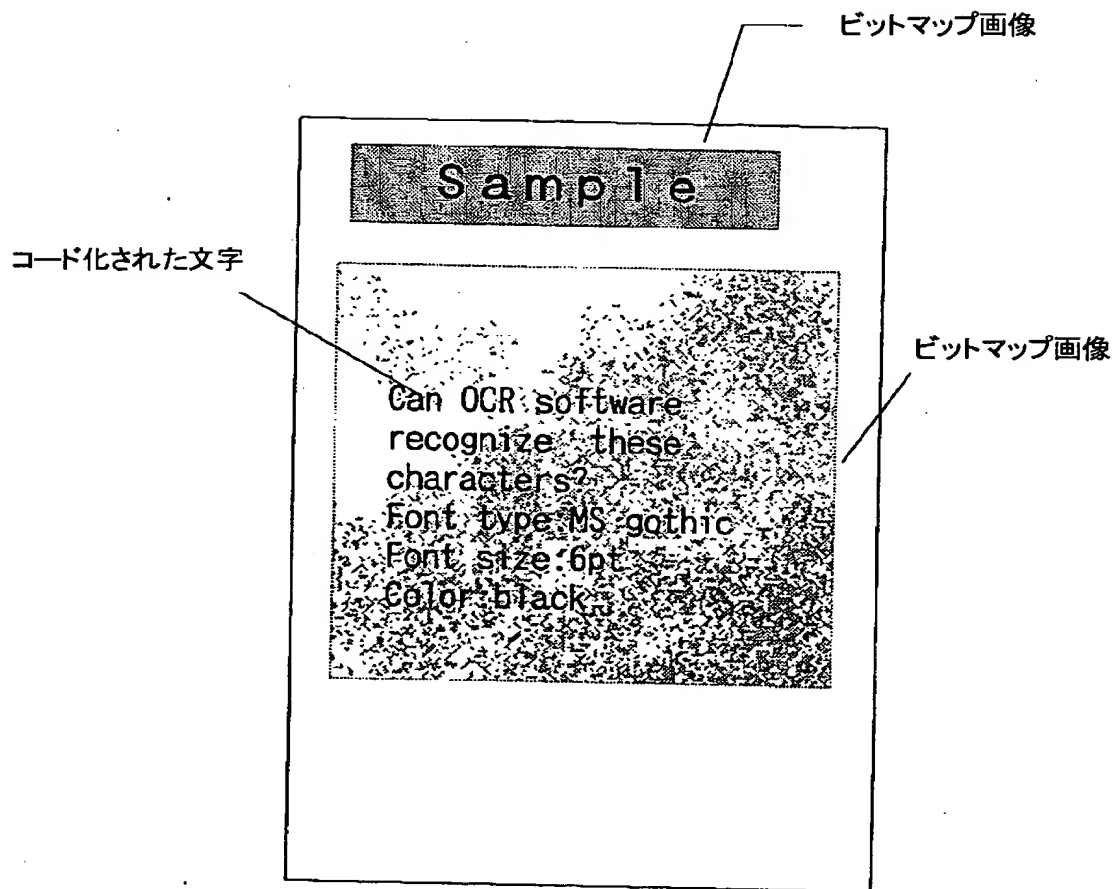 ビットマップ画像
Sample
コード化された文字
ビットマップ画像
Can OCR software
recognize these
characters?
Font type:MS gothic
Font size:6pt
Color:black